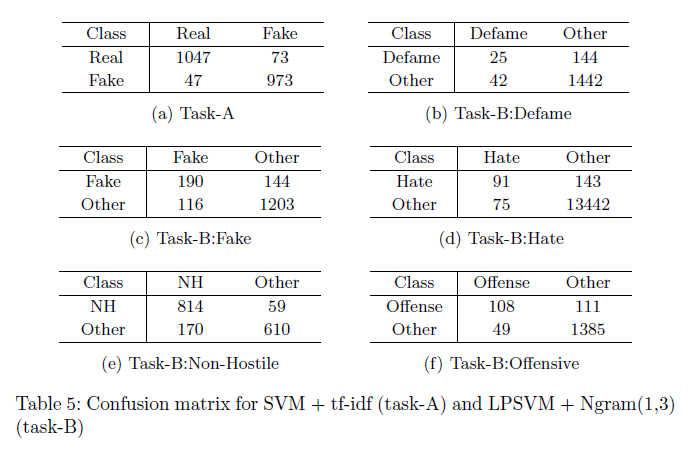 Class Real Fake
Real 1047 73
Fake 47 973
(a) Task-A
Class Defame Other
Defame 25 144
Other 42 1442
(b) Task-B:Defame
Class Fake Other
Fake 190 144
Other 116 1203
(c) Task-B:Fake
Class Hate Other
Hate 91 143
Other 75 13442
(d) Task-B:Hate
Class NH Other
NH 814 59
Other 170 610
(e) Task-B:Non-Hostile
Class Offense Other
Offense 108 111
Other 49 1385
(f) Task-B:Offensive
Table 5: Confusion matrix for SVM + tf-idf (task-A) and LPSVM + Ngram(1,3)
(task-B)